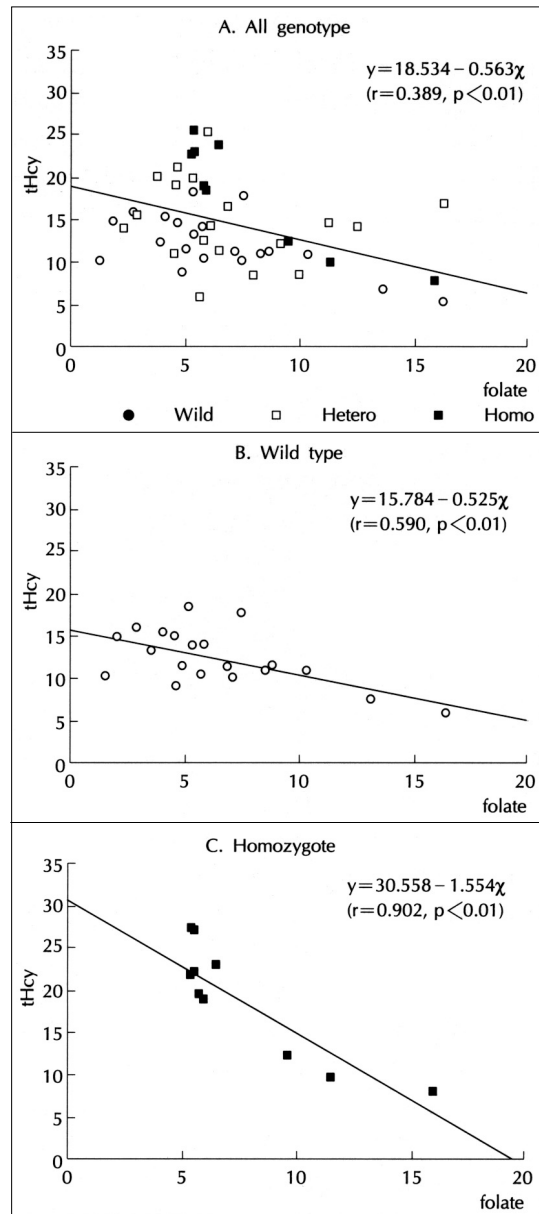 A. All genotype
y=18.534-0.563χ
(r=0.389, p<0.01)
35
30
25
20
15
10
5
0
tHcy
0 5 10 15 20
folate
● Wild □ Hetero ■ Homo
B. Wild type
y=15.784-0.525χ
(r=0.590, p<0.01)
35
30
25
20
15
10
5
0
tHcy
0 5 10 15 20
folate
C. Homozygote
y=30.558-1.554χ
(r=0.902, p<0.01)
35
30
25
20
15
10
5
0
tHcy
0 5 10 15 20
folate